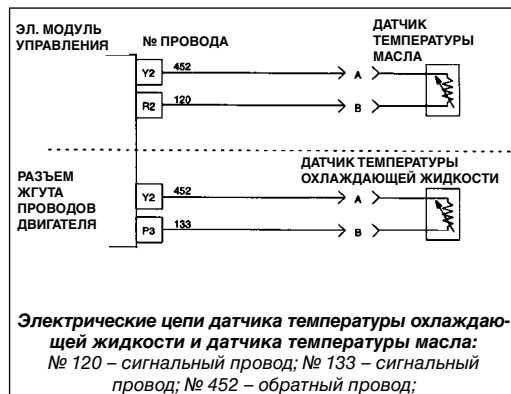 ЭЛ. МОДУЛЬ
УПРАВЛЕНИЯ
№ ПРОВОДА
ДАТЧИК
ТЕМПЕРАТУРЫ
МАСЛА
Y2 452 A
R2 120 B
РАЗЪЕМ
ЖГУТА
ПРОВОДОВ
ДВИГАТЕЛЯ
ДАТЧИК ТЕМПЕРАТУРЫ
ОХЛАЖДАЮЩЕЙ ЖИДКОСТИ
Y2 452 A
P3 133 B
Электрические цепи датчика температуры охлаждаю-
щей жидкости и датчика температуры масла:
№ 120 – сигнальный провод; № 133 – сигнальный
провод; № 452 – обратный провод;